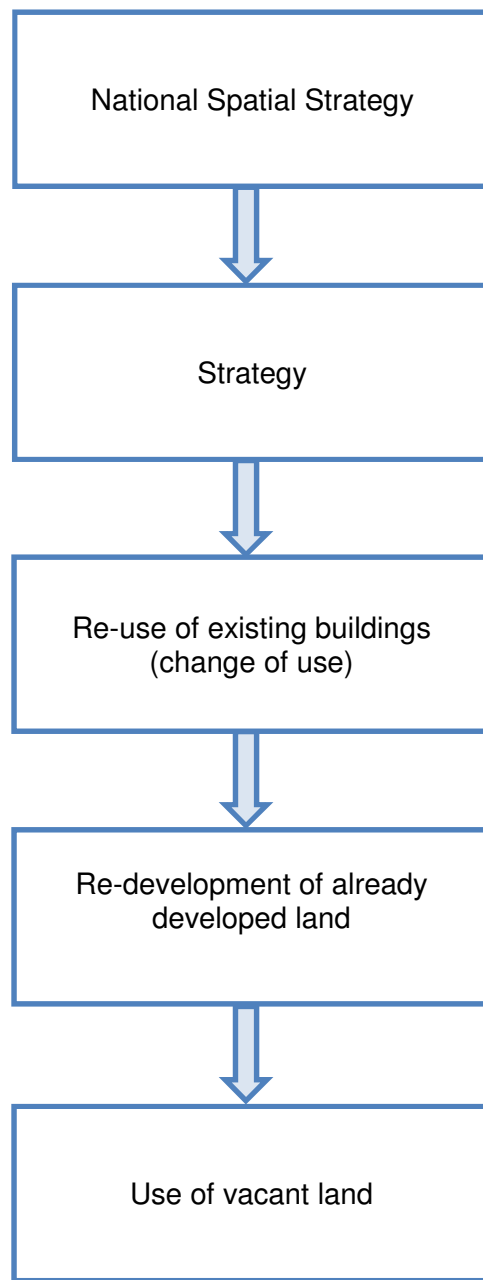 National Spatial Strategy
Strategy
Re-use of existing buildings
(change of use)
Re-development of already
developed land
Use of vacant land